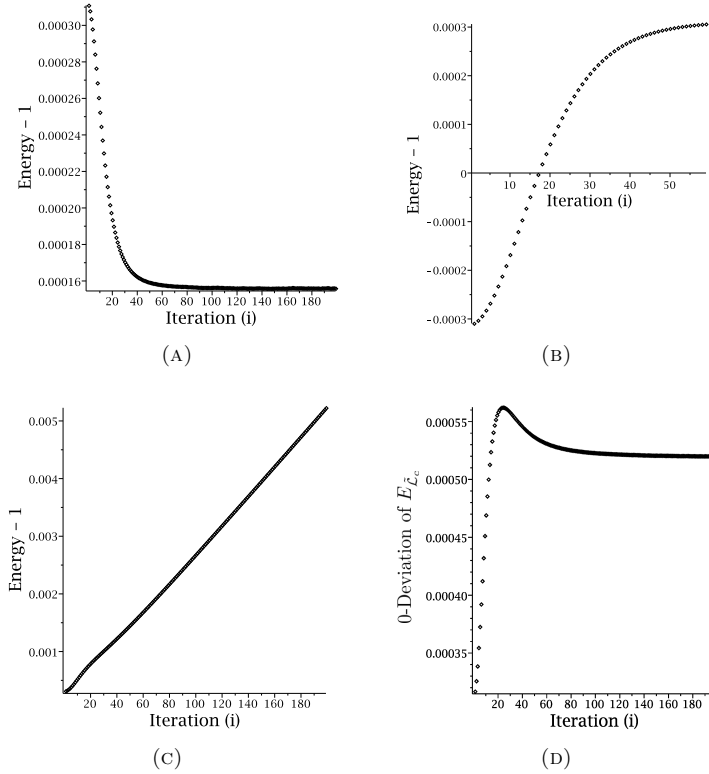 0.00030
0.00028
0.00026
0.00024
0.00022
0.00020
0.00018
0.00016
Energy – 1
20 40 60 80 100 120 140 160 180
Iteration (i)
(A)
0.0003
0.0002
0.0001
0
–0.0001
–0.0002
–0.0003
Energy – 1
10 20 30 40 50
Iteration (i)
(B)
0.005
0.004
0.003
0.002
0.001
Energy – 1
20 40 60 80 100 120 140 160 180
Iteration (i)
(C)
0.00055
0.00050
0.00045
0.00040
0.00035
0-Deviation of E_{\tilde{\mathcal{L}}_c}
20 40 60 80 100 120 140 160 180
Iteration (i)
(D)